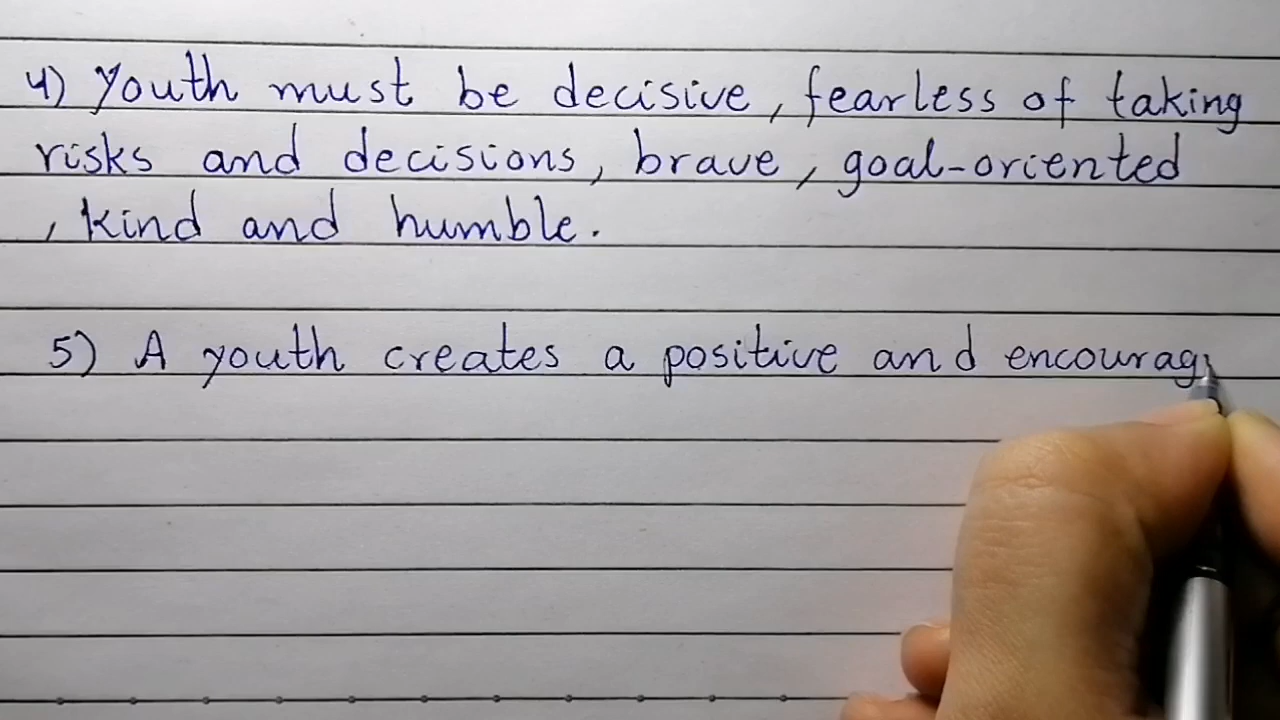 4) Youth must be decisive, fearless of taking
risks and decisions, brave, goal-oriented
, kind and humble.
5) A youth creates a positive and encourag